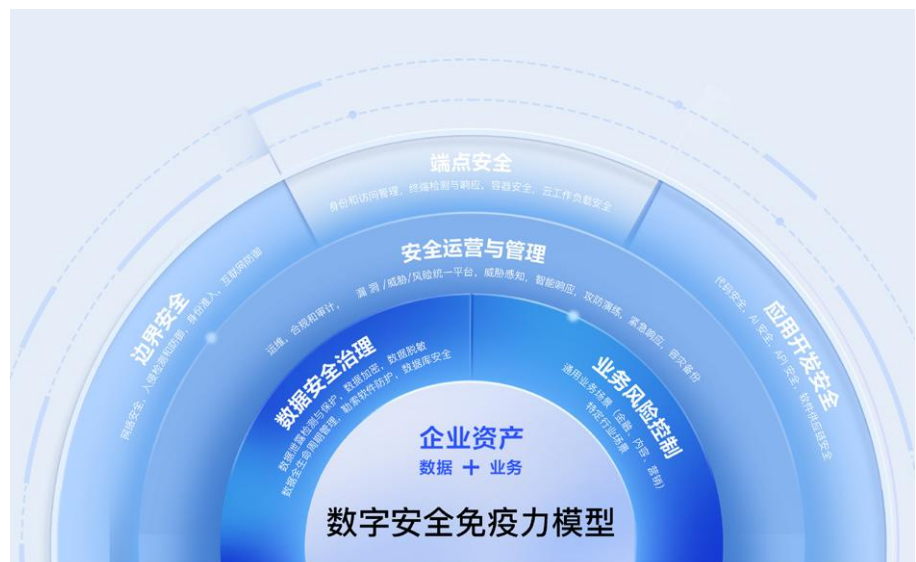 端点安全
身份和访问管理、终端检测与响应、容器安全、云工作负载安全
安全运营与管理
运维、合规和审计、 漏洞/威胁/风险统一平台、威胁感知、智能响应、攻防演练、紧急响应、容灾备份
边界安全
网络安全、入侵检测和防御、身份准入、互联网防御
应用开发安全
代码安全、AI 安全、API 安全、软件供应链安全
数据安全治理
数据泄露检测与保护、数据加密、数据脱敏
数据全生命周期管理、勒索软件防护、数据库安全
业务风险控制
通用业务场景（金融、内容、营销）
特定行业场景
企业资产
数据 + 业务
数字安全免疫力模型